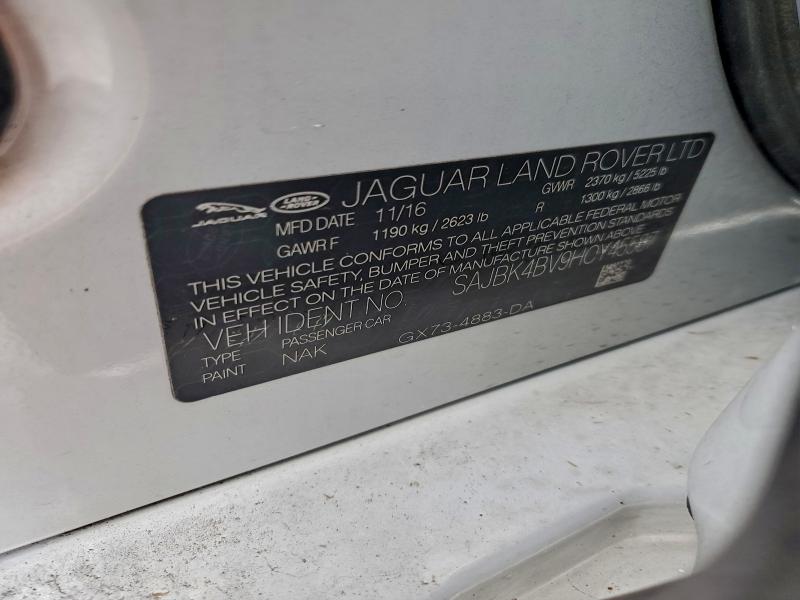 JAGUAR LAND-ROVER JAGUAR LAND ROVER LTD
MFD DATE 11/16 GVWR 2370 kg / 5225 lb
GAWR F 1190 kg / 2623 lb R 1300 kg / 2866 lb
THIS VEHICLE CONFORMS TO ALL APPLICABLE FEDERAL MOTOR
VEHICLE SAFETY, BUMPER AND THEFT PREVENTION STANDARDS
IN EFFECT ON THE DATE OF MANUFACTURE SHOWN ABOVE
VEH IDENT NO.
TYPE PASSENGER CAR
PAINT NAK GX73-4883-DA